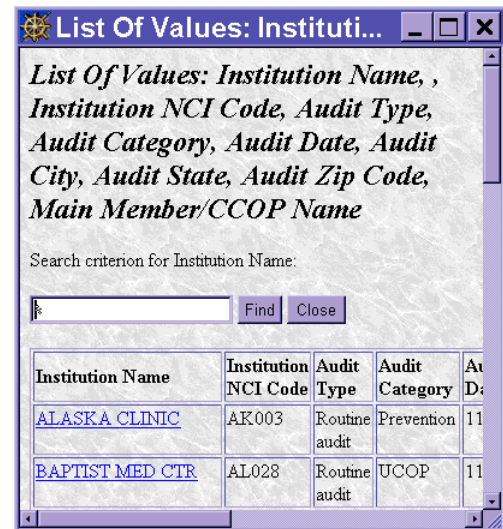 List Of Values: Instituti...
List Of Values: Institution Name, ,
Institution NCI Code, Audit Type,
Audit Category, Audit Date, Audit
City, Audit State, Audit Zip Code,
Main Member/CCOP Name
Search criterion for Institution Name:
% Find Close
Institution Name Institution NCI Code Audit Type Audit Category
ALASKA CLINIC AK003 Routine audit Prevention 11
BAPTIST MED CTR AL028 Routine audit UCOP 11